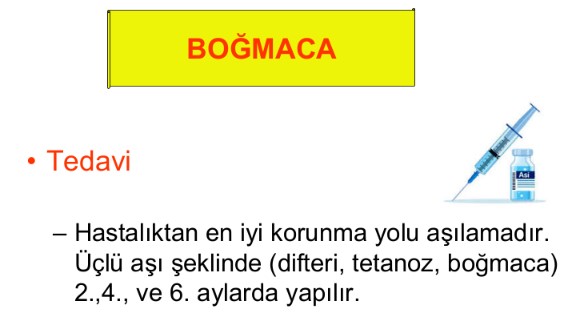 BOĞMACA
• Tedavi
Aşı
– Hastalıktan en iyi korunma yolu aşılamadır.
Üçlü aşı şeklinde (difteri, tetanoz, boğmaca)
2.,4., ve 6. aylarda yapılır.